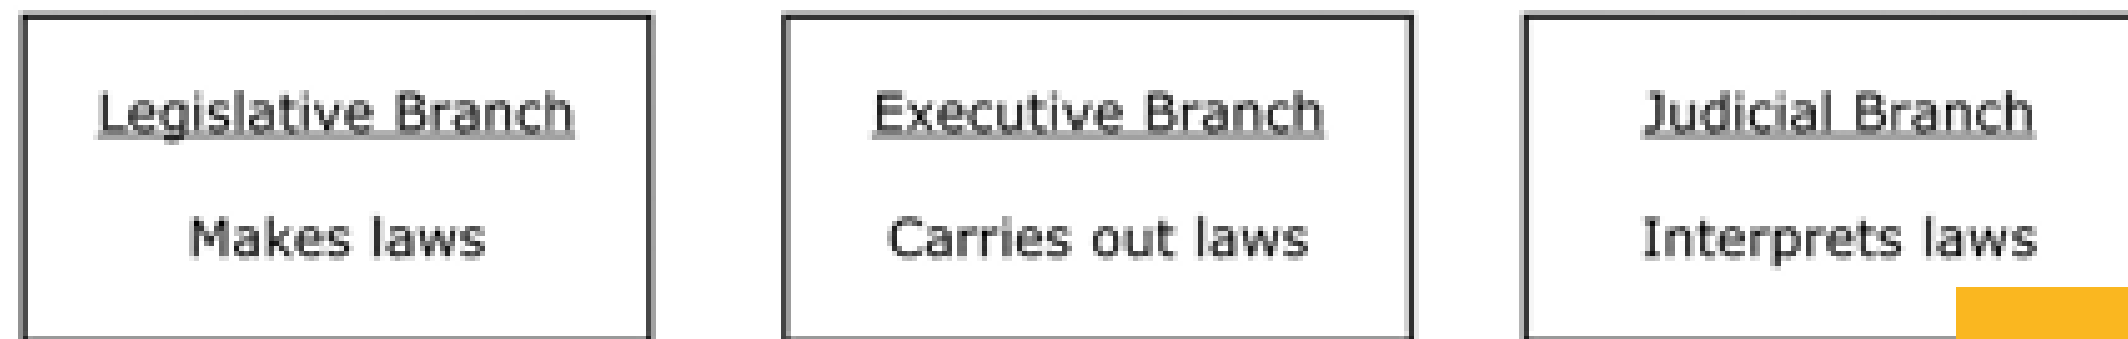 Legislative Branch
Makes laws
Executive Branch
Carries out laws
Judicial Branch
Interprets laws